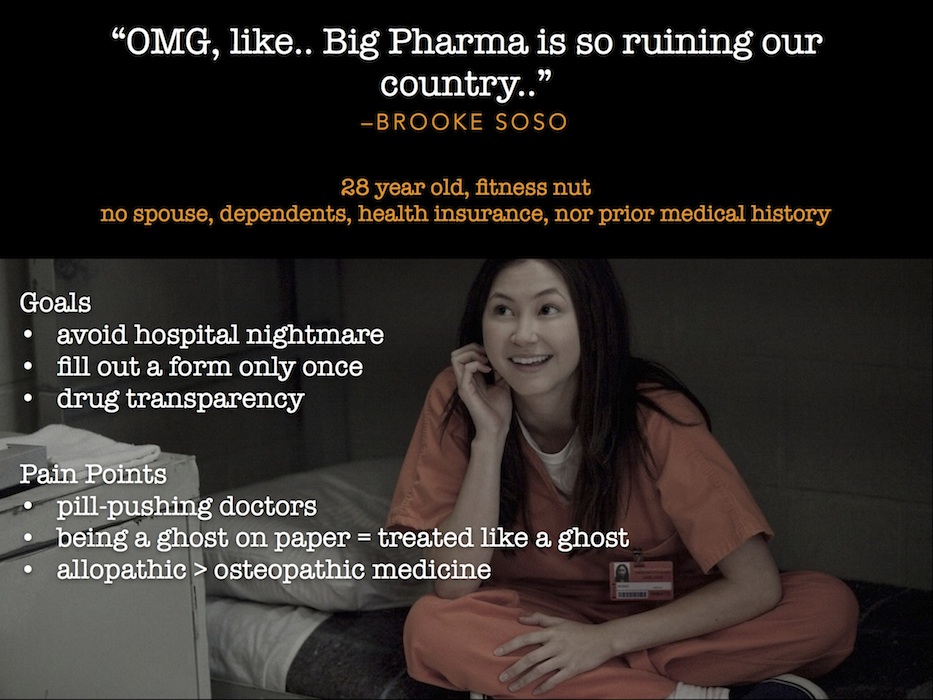 “OMG, like.. Big Pharma is so ruining our
country..”
–BROOKE SOSO
28 year old, fitness nut
no spouse, dependents, health insurance, nor prior medical history
Goals
• avoid hospital nightmare
• fill out a form only once
• drug transparency
Pain Points
• pill-pushing doctors
• being a ghost on paper = treated like a ghost
• allopathic > osteopathic medicine